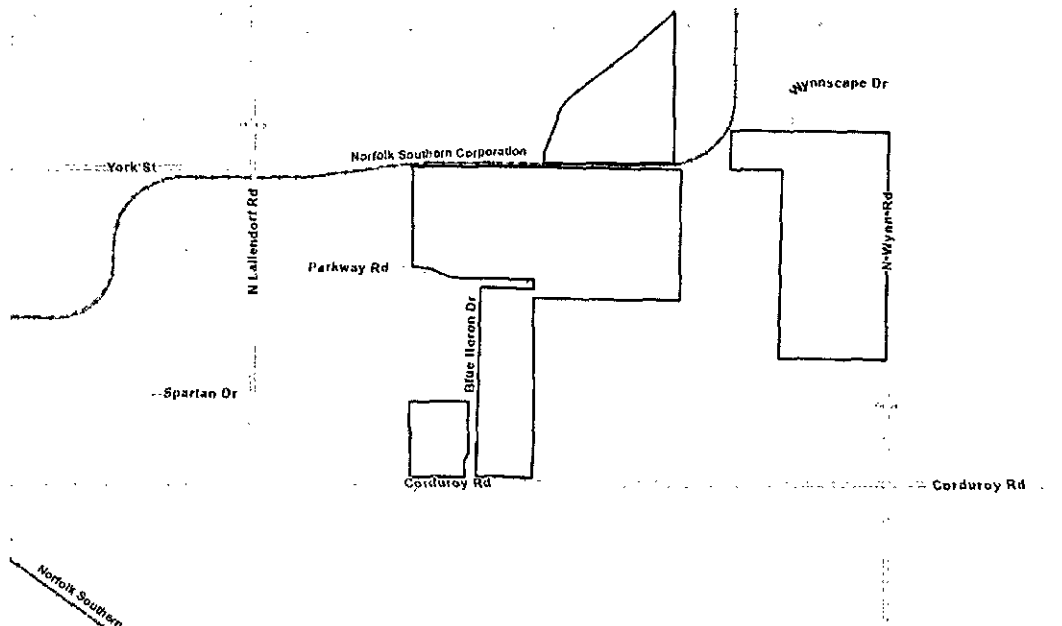 Wynnscape Dr
Norfolk Southern Corporation
York St
N Lallendorf Rd
N Wynn Rd
Parkway Rd
Blue Heron Dr
Spartan Dr
Corduroy Rd
Corduroy Rd
Norfolk Southern